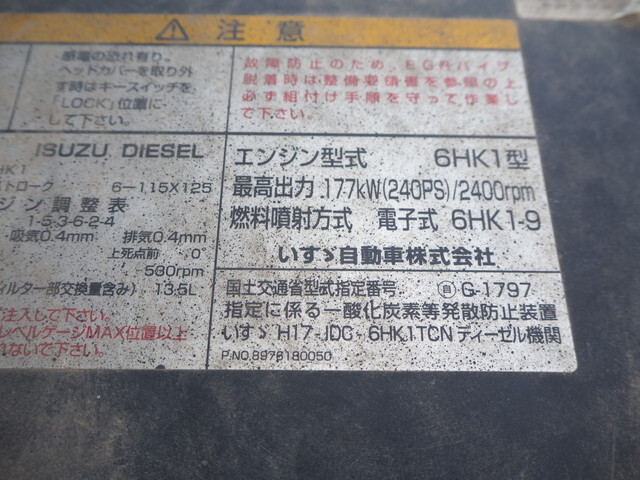 ⚠ 注意
感電の恐れ有り。
ヘッドカバーを取り外
す時はキースイッチを
「LOCK」位置に
して下さい。
故障防止のため、EGRパイプ
脱着時は整備要領書を参照の上
必ず組付け手順を守って作業し
て下さい。
ISUZU DIESEL
HK1
トローク 6-115X125
ジン調整表
1-5-3-6-2-4
吸気0.4mm 排気0.4mm
上死点前 0°
580rpm
ィルター部交換量含み) 13.5L
注入して下さい。
レベルゲージMAX位置以上
れないで下さい。
エンジン型式 6HK1型
最高出力 177kW(240PS)/2400rpm
燃料噴射方式 電子式 6HK1-9
いすゞ自動車株式会社
国土交通省型式指定番号 自 G-1797
指定に係る一酸化炭素等発散防止装置
いすゞ H17-JDC-6HK1TCN ディーゼル機関
P.NO.8978180050